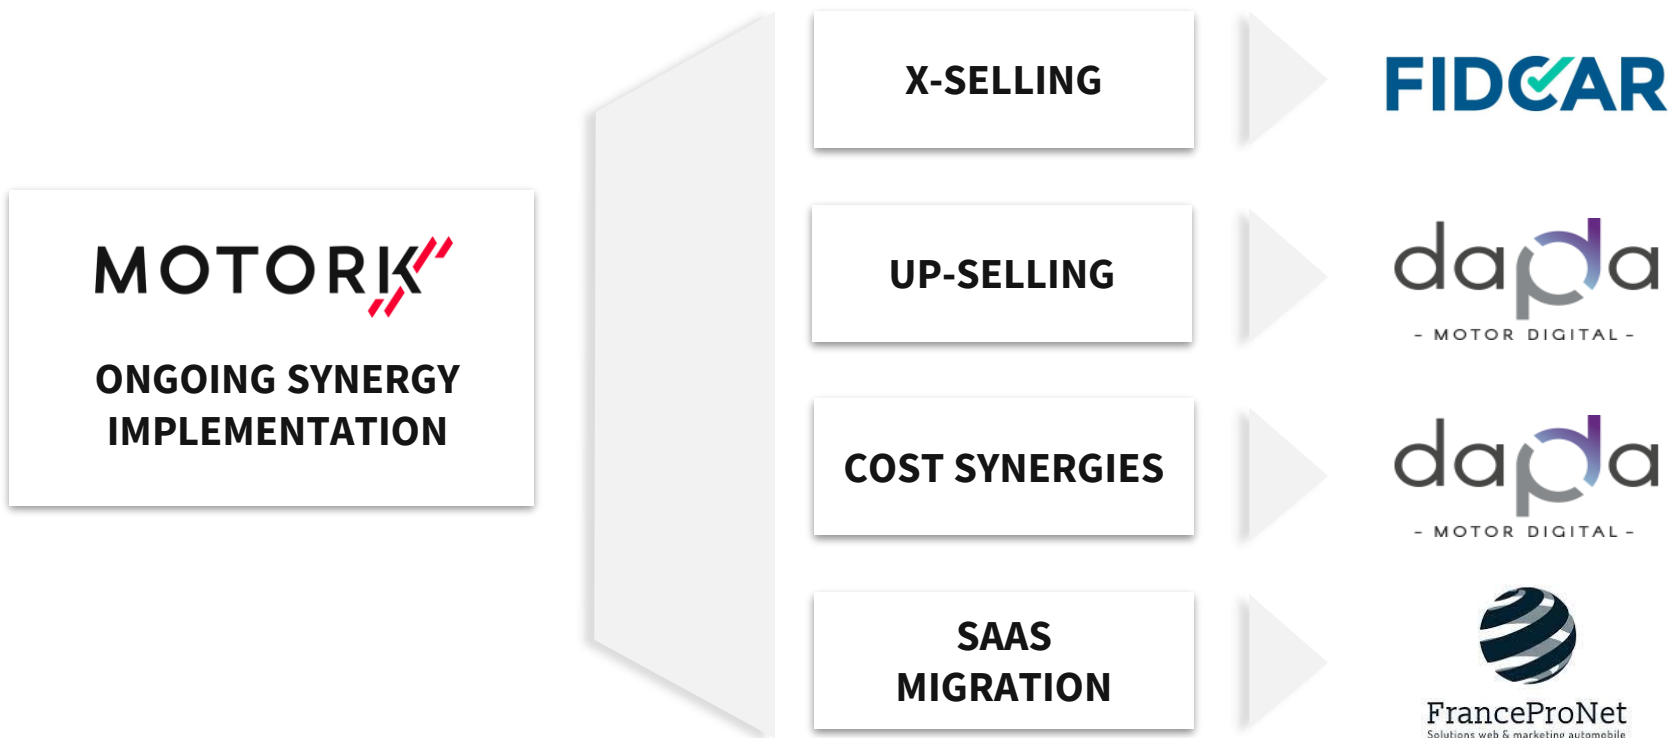 MOTORK
ONGOING SYNERGY
IMPLEMENTATION
X-SELLING
FIDCAR
UP-SELLING
dapda
- MOTOR DIGITAL -
COST SYNERGIES
dapda
- MOTOR DIGITAL -
SAAS
MIGRATION
FranceProNet
Solutions web & marketing automobile